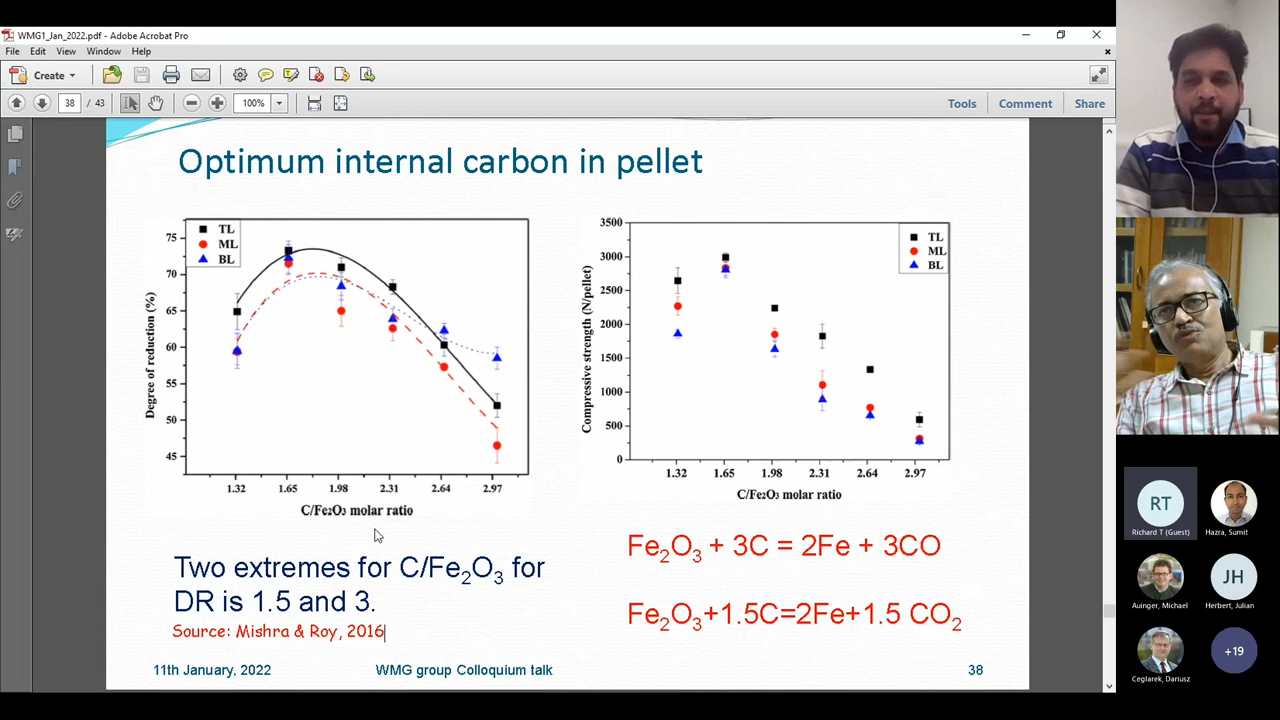 WMG1_Jan_2022.pdf - Adobe Acrobat Pro
File Edit View Window Help
Create
38 / 43
100%
Tools Comment Share
Optimum internal carbon in pellet
TL
ML
BL
75
70
65
60
55
50
45
Degree of reduction (%)
1.32 1.65 1.98 2.31 2.64 2.97
C/Fe2O3 molar ratio
TL
ML
BL
3500
3000
2500
2000
1500
1000
500
0
Compressive strength (N/pellet)
1.32 1.65 1.98 2.31 2.64 2.97
C/Fe2O3 molar ratio
Two extremes for C/Fe2O3 for
DR is 1.5 and 3.
Source: Mishra & Roy, 2016
Fe2O3 + 3C = 2Fe + 3CO
Fe2O3+1.5C=2Fe+1.5 CO2
11th January, 2022 WMG group Colloquium talk 38
RT
Richard T (Guest)
Hazra, Sumit
Auinger, Michael
JH
Herbert, Julian
Ceglarek, Dariusz
+19